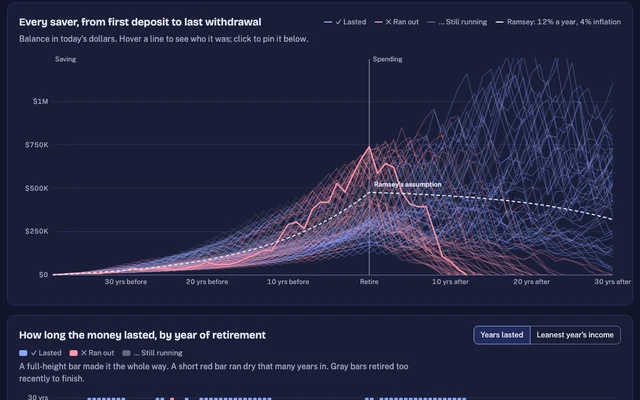 Every saver, from first deposit to last withdrawal
✓ Lasted ✕ Ran out ... Still running Ramsey: 12% a year, 4% inflation
Balance in today's dollars. Hover a line to see who it was; click to pin it below.
Saving Spending
$1M
$750K
$500K
Ramsey's assumption
$250K
$0
30 yrs before 20 yrs before 10 yrs before Retire 10 yrs after 20 yrs after 30 yrs after
How long the money lasted, by year of retirement
Years lasted Leanest year's income
✓ Lasted ✕ Ran out ... Still running
A full-height bar made it the whole way. A short red bar ran dry that many years in. Gray bars retired too
recently to finish.
30 yrs